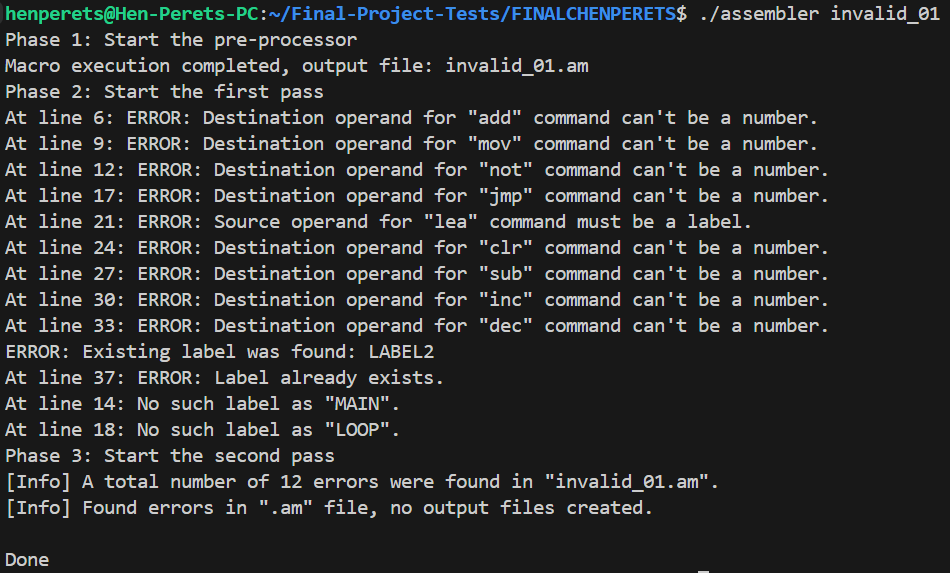 henperets@Hen-Perets-PC:~/Final-Project-Tests/FINALCHENPERETS$ ./assembler invalid_01
Phase 1: Start the pre-processor
Macro execution completed, output file: invalid_01.am
Phase 2: Start the first pass
At line 6: ERROR: Destination operand for "add" command can't be a number.
At line 9: ERROR: Destination operand for "mov" command can't be a number.
At line 12: ERROR: Destination operand for "not" command can't be a number.
At line 17: ERROR: Destination operand for "jmp" command can't be a number.
At line 21: ERROR: Source operand for "lea" command must be a label.
At line 24: ERROR: Destination operand for "clr" command can't be a number.
At line 27: ERROR: Destination operand for "sub" command can't be a number.
At line 30: ERROR: Destination operand for "inc" command can't be a number.
At line 33: ERROR: Destination operand for "dec" command can't be a number.
ERROR: Existing label was found: LABEL2
At line 37: ERROR: Label already exists.
At line 14: No such label as "MAIN".
At line 18: No such label as "LOOP".
Phase 3: Start the second pass
[Info] A total number of 12 errors were found in "invalid_01.am".
[Info] Found errors in ".am" file, no output files created.
Done